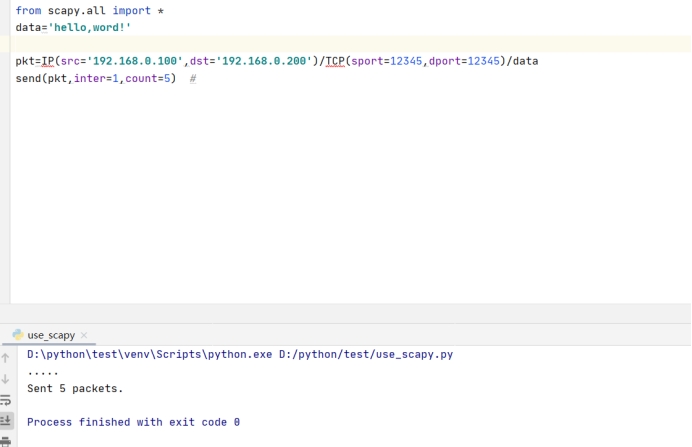 from scapy.all import *
data='hello,word!'
pkt=IP(src='192.168.0.100',dst='192.168.0.200')/TCP(sport=12345,dport=12345)/data
send(pkt,inter=1,count=5)  #
use_scapy
D:\python\test\venv\Scripts\python.exe D:/python/test/use_scapy.py
.....
Sent 5 packets.
Process finished with exit code 0